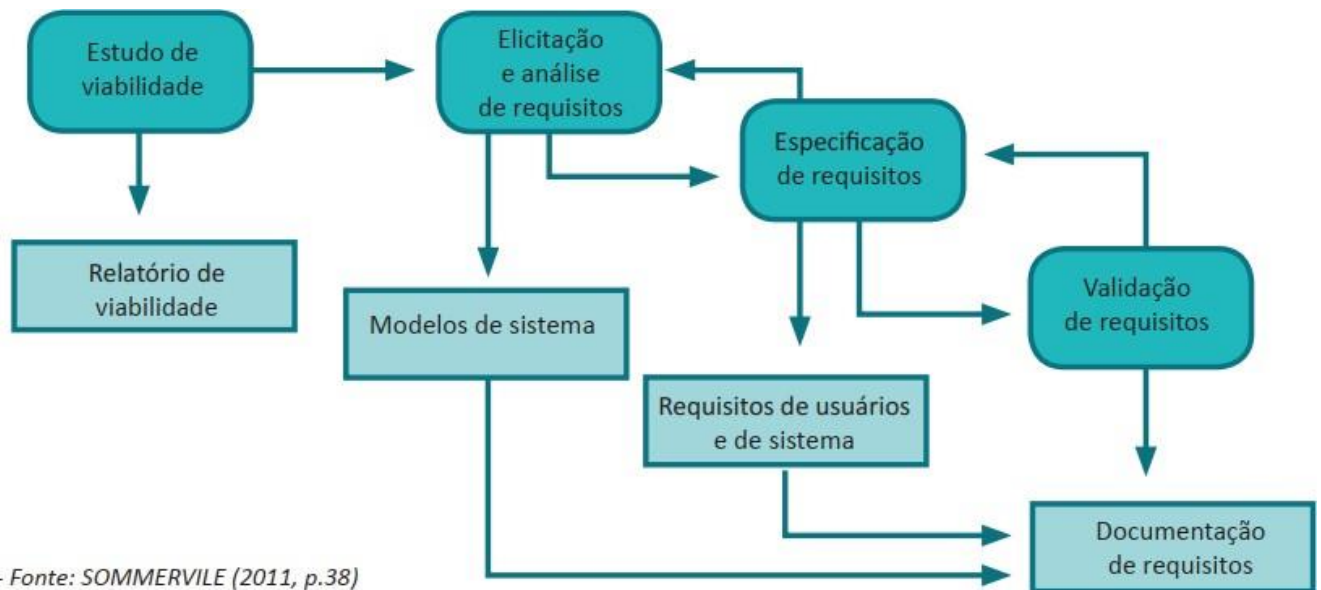 Estudo de
viabilidade
Elicitação
e análise
de requisitos
Especificação
de requisitos
Relatório de
viabilidade
Validação
de requisitos
Modelos de sistema
Requisitos de usuários
e de sistema
Documentação
de requisitos
- Fonte: SOMMERVILE (2011, p.38)